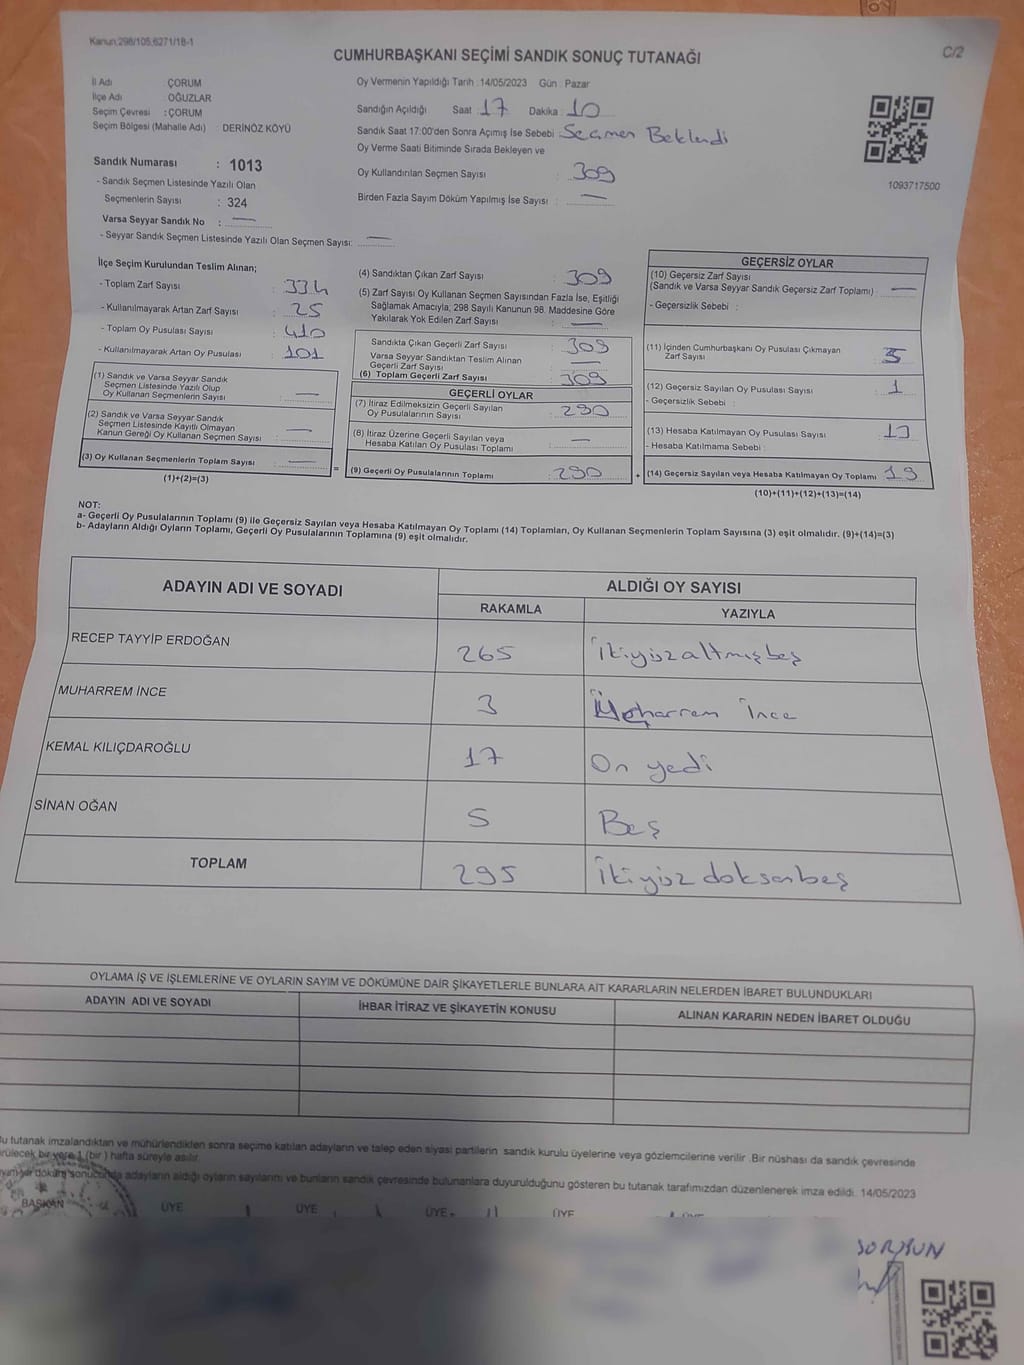 Kanun:298/105,6271/18-1
C/2
CUMHURBAŞKANI SEÇİMİ SANDIK SONUÇ TUTANAĞI
İl Adı : ÇORUM
İlçe Adı : OĞUZLAR
Seçim Çevresi : ÇORUM
Seçim Bölgesi (Mahalle Adı) : DERİNÖZ KÖYÜ
Sandık Numarası : 1013
- Sandık Seçmen Listesinde Yazılı Olan
Seçmenlerin Sayısı : 324
Varsa Seyyar Sandık No : —
- Seyyar Sandık Seçmen Listesinde Yazılı Olan Seçmen Sayısı: —
Oy Vermenin Yapıldığı Tarih :14/05/2023 Gün : Pazar
Sandığın Açıldığı Saat : 17 Dakika : 10
Sandık Saat 17:00'den Sonra Açımış İse Sebebi : Seçmen Beklendi
Oy Verme Saati Bitiminde Sırada Bekleyen ve
Oy Kullandırılan Seçmen Sayısı : 309
Birden Fazla Sayım Döküm Yapılmış İse Sayısı : —
1093717500
İlçe Seçim Kurulundan Teslim Alınan;
- Toplam Zarf Sayısı : 334
- Kullanılmayarak Artan Zarf Sayısı : 25
- Toplam Oy Pusulası Sayısı : 410
- Kullanılmayarak Artan Oy Pusulası : 101
(1) Sandık ve Varsa Seyyar Sandık
Seçmen Listesinde Yazılı Olup
Oy Kullanan Seçmenlerin Sayısı : —
(2) Sandık ve Varsa Seyyar Sandık
Seçmen Listesinde Kayıtlı Olmayan
Kanun Gereği Oy Kullanan Seçmen Sayısı : —
(3) Oy Kullanan Seçmenlerin Toplam Sayısı : —
(1)+(2)=(3)
=
(4) Sandıktan Çıkan Zarf Sayısı : 309
(5) Zarf Sayısı Oy Kullanan Seçmen Sayısından Fazla İse, Eşitliği
Sağlamak Amacıyla, 298 Sayılı Kanunun 98. Maddesine Göre
Yakılarak Yok Edilen Zarf Sayısı : —
Sandıkta Çıkan Geçerli Zarf Sayısı : 309
Varsa Seyyar Sandıktan Teslim Alınan
Geçerli Zarf Sayısı : —
(6) Toplam Geçerli Zarf Sayısı : 309
GEÇERLİ OYLAR
(7) İtiraz Edilmeksizin Geçerli Sayılan
Oy Pusulalarının Sayısı : 290
(8) İtiraz Üzerine Geçerli Sayılan veya
Hesaba Katılan Oy Pusulası Toplamı : —
(9) Geçerli Oy Pusulalarının Toplamı : 290
+
GEÇERSİZ OYLAR
(10) Geçersiz Zarf Sayısı
(Sandık ve Varsa Seyyar Sandık Geçersiz Zarf Toplamı) : —
- Geçersizlik Sebebi :
(11) İçinden Cumhurbaşkanı Oy Pusulası Çıkmayan
Zarf Sayısı : 5
(12) Geçersiz Sayılan Oy Pusulası Sayısı : 1
- Geçersizlik Sebebi :
(13) Hesaba Katılmayan Oy Pusulası Sayısı : 13
- Hesaba Katılmama Sebebi :
(14) Geçersiz Sayılan veya Hesaba Katılmayan Oy Toplamı : 19
(10)+(11)+(12)+(13)=(14)
NOT:
a- Geçerli Oy Pusulalarının Toplamı (9) ile Geçersiz Sayılan veya Hesaba Katılmayan Oy Toplamı (14) Toplamları, Oy Kullanan Seçmenlerin Toplam Sayısına (3) eşit olmalıdır. (9)+(14)=(3)
b- Adayların Aldığı Oyların Toplamı, Geçerli Oy Pusulalarının Toplamına (9) eşit olmalıdır.
ADAYIN ADI VE SOYADI ALDIĞI OY SAYISI
RAKAMLA YAZIYLA
RECEP TAYYİP ERDOĞAN 265 İkiyüzaltmışbeş
MUHARREM İNCE 3 Muharrem İnce
KEMAL KILIÇDAROĞLU 17 On yedi
SİNAN OĞAN 5 Beş
TOPLAM 295 İkiyüz doksanbeş
OYLAMA İŞ VE İŞLEMLERİNE VE OYLARIN SAYIM VE DÖKÜMÜNE DAİR ŞİKAYETLERLE BUNLARA AİT KARARLARIN NELERDEN İBARET BULUNDUKLARI
ADAYIN ADI VE SOYADI İHBAR İTİRAZ VE ŞİKAYETİN KONUSU ALINAN KARARIN NEDEN İBARET OLDUĞU
Bu tutanak imzalandıktan ve mühürlendikten sonra seçime katılan adayların ve talep eden siyasi partilerin sandık kurulu üyelerine veya gözlemcilerine verilir .Bir nüshası da sandık çevresinde
bir yere 1 (bir ) hafta süreyle asılır.
döküm sonucunda adayların aldığı oyların sayılarını ve bunların sandık çevresinde bulunanlara duyurulduğunu gösteren bu tutanak tarafımızdan düzenlenerek imza edildi. 14/05/2023
BAŞKAN ÜYE ÜYE ÜYE ÜYE ÜYE